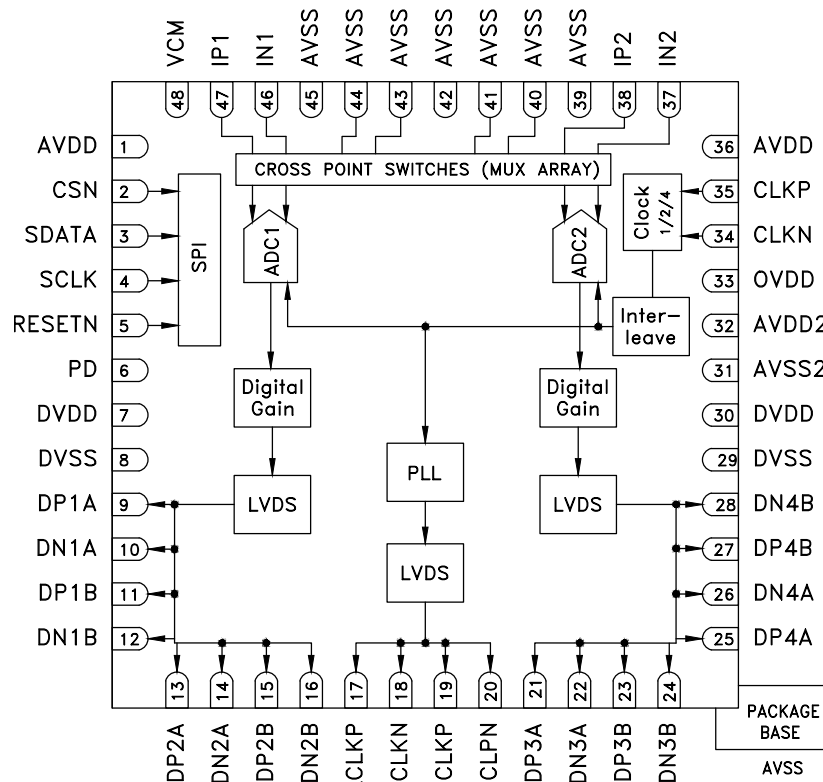 VCM
IP1
IN1
AVSS
AVSS
AVSS
AVSS
AVSS
AVSS
AVSS
IP2
IN2
48
47
46
45
44
43
42
41
40
39
38
37
AVDD 1
CSN 2
SDATA 3
SCLK 4
RESETN 5
PD 6
DVDD 7
DVSS 8
DP1A 9
DN1A 10
DP1B 11
DN1B 12
CROSS POINT SWITCHES (MUX ARRAY)
SPI
ADC1
ADC2
Clock
1/2/4
Inter-
leave
Digital
Gain
Digital
Gain
PLL
LVDS
LVDS
LVDS
36 AVDD
35 CLKP
34 CLKN
33 OVDD
32 AVDD2
31 AVSS2
30 DVDD
29 DVSS
28 DN4B
27 DP4B
26 DN4A
25 DP4A
13
14
15
16
17
18
19
20
21
22
23
24
DP2A
DN2A
DP2B
DN2B
LCLKP
LCLKN
FCLKP
FCLPN
DP3A
DN3A
DP3B
DN3B
PACKAGE
BASE
AVSS